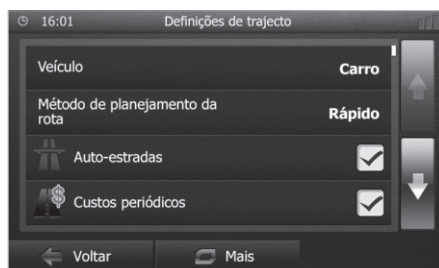 16:01 Definições de trajecto
Veículo Carro
Método de planejamento da
rota Rápido
Auto-estradas
Custos periódicos
Voltar Mais